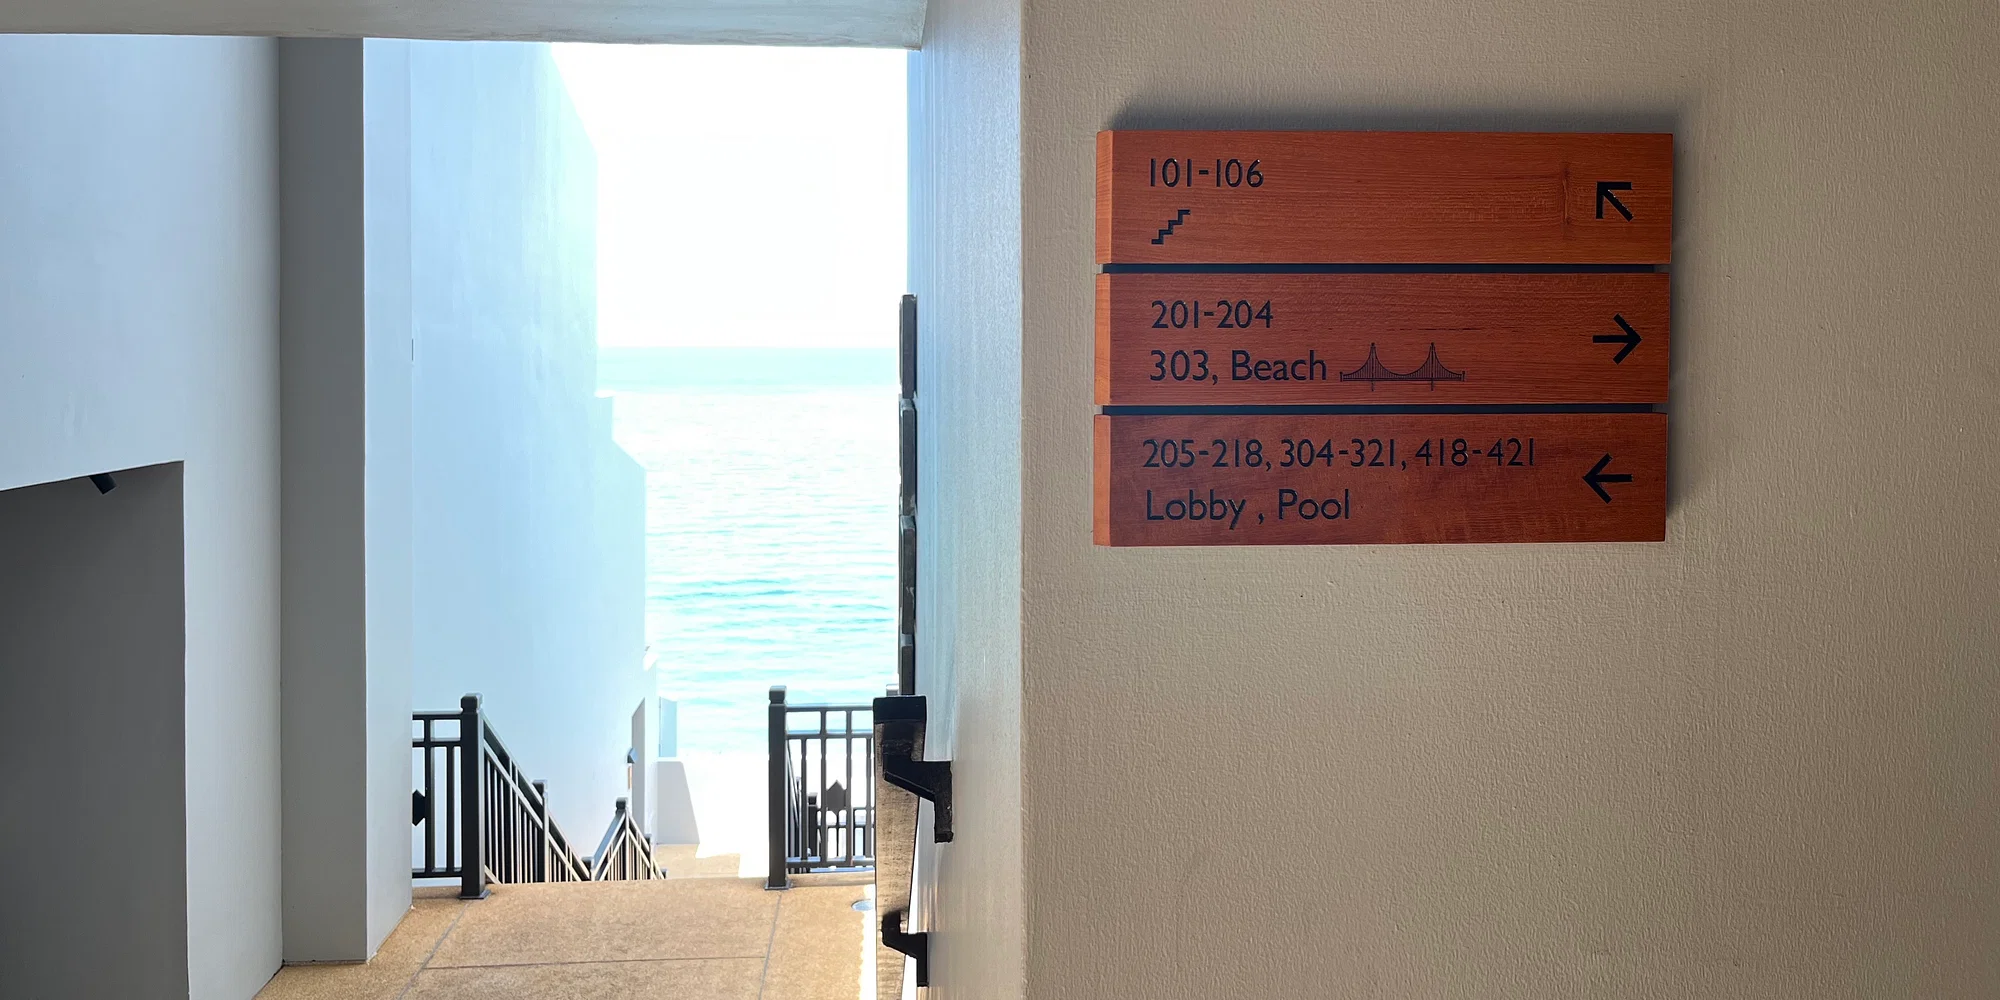 101-106
201-204
303, Beach
205-218, 304-321, 418-421
Lobby , Pool